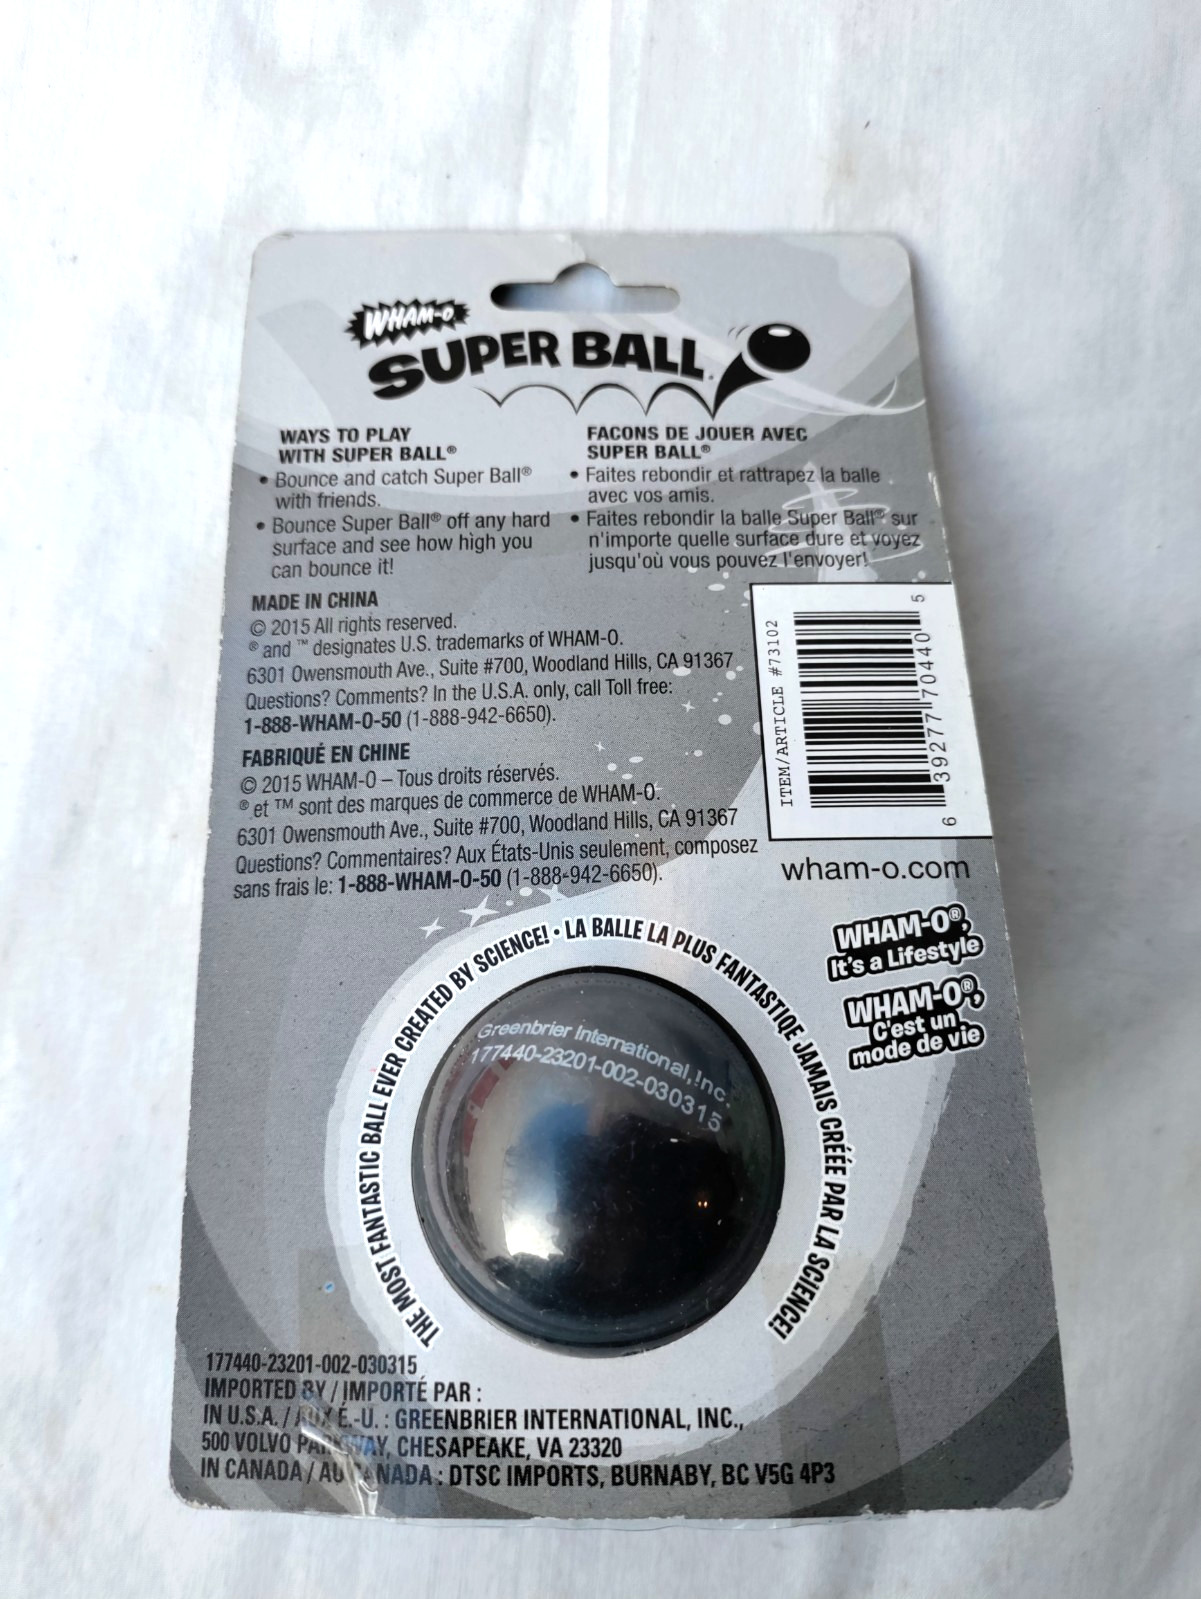 WHAM-O
SUPER BALL
WAYS TO PLAY
WITH SUPER BALL®
• Bounce and catch Super Ball®
with friends.
• Bounce Super Ball® off any hard
surface and see how high you
can bounce it!
FACONS DE JOUER AVEC
SUPER BALL®
• Faites rebondir et rattrapez la balle
avec vos amis.
• Faites rebondir la balle Super Ball® sur
n'importe quelle surface dure et voyez
jusqu'où vous pouvez l'envoyer!
MADE IN CHINA
© 2015 All rights reserved.
® and ™ designates U.S. trademarks of WHAM-O.
6301 Owensmouth Ave., Suite #700, Woodland Hills, CA 91367
Questions? Comments? In the U.S.A. only, call Toll free:
1-888-WHAM-O-50 (1-888-942-6650).
FABRIQUÉ EN CHINE
© 2015 WHAM-O – Tous droits réservés.
® et ™ sont des marques de commerce de WHAM-O.
6301 Owensmouth Ave., Suite #700, Woodland Hills, CA 91367
Questions? Commentaires? Aux États-Unis seulement, composez
sans frais le: 1-888-WHAM-O-50 (1-888-942-6650).
ITEM/ARTICLE #73102
6 39277 70440 5
wham-o.com
WHAM-O®,
It's a Lifestyle
WHAM-O®,
C'est un
mode de vie
THE MOST FANTASTIC BALL EVER CREATED BY SCIENCE! • LA BALLE LA PLUS FANTASTIQE JAMAIS CRÉÉE PAR LA SCIENCE!
Greenbrier International, Inc.
177440-23201-002-030315
177440-23201-002-030315
IMPORTED BY / IMPORTÉ PAR :
IN U.S.A. / AUX É.-U. : GREENBRIER INTERNATIONAL, INC.,
500 VOLVO PARKWAY, CHESAPEAKE, VA 23320
IN CANADA / AU CANADA : DTSC IMPORTS, BURNABY, BC V5G 4P3